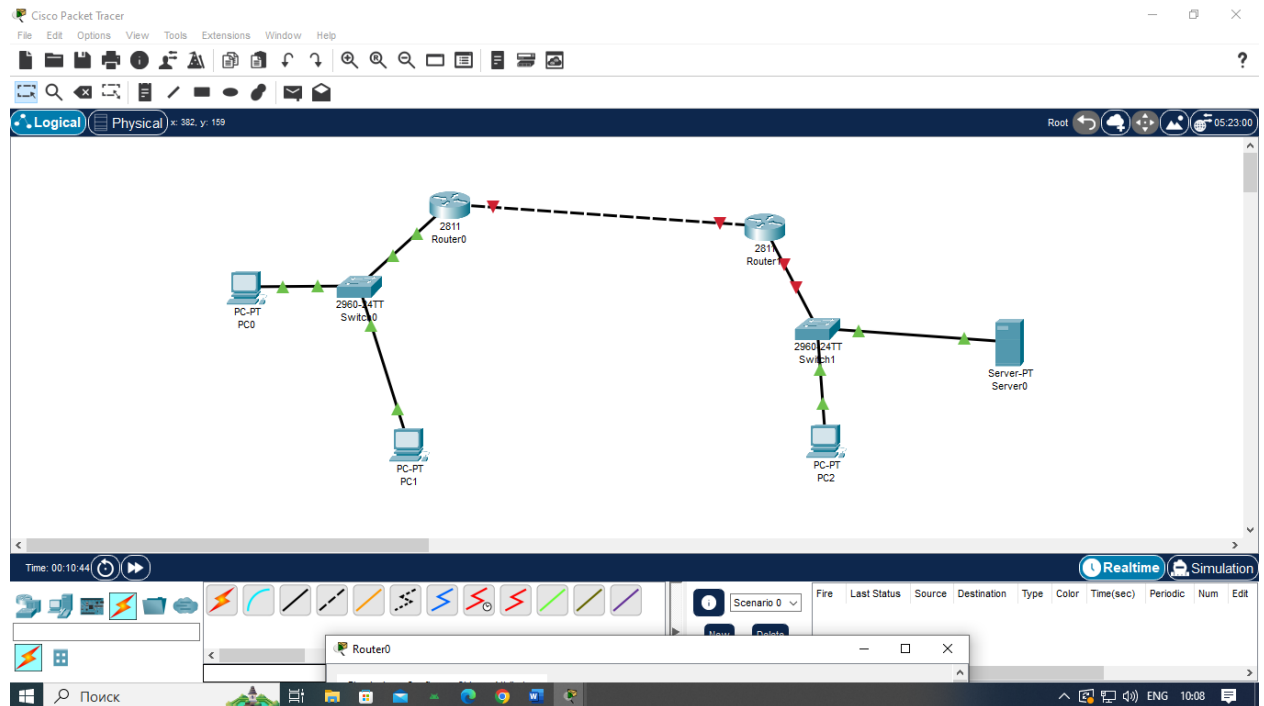 Cisco Packet Tracer
File Edit Options View Tools Extensions Window Help
?
Logical Physical x: 382, y: 159 Root 05:23:00
2811
Router0
2811
Router1
PC-PT
PC0
2960-24TT
Switch0
2960-24TT
Switch1
Server-PT
Server0
PC-PT
PC1
PC-PT
PC2
Time: 00:10:44 Realtime Simulation
Scenario 0 Fire Last Status Source Destination Type Color Time(sec) Periodic Num Edit
New Delete
Router0
Поиск ENG 10:08